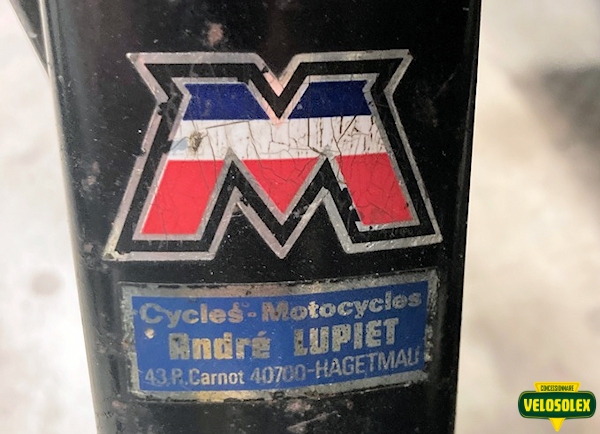 M
Cycles-Motocycles
André LUPIET
43.R.Carnot 40700-HAGETMAU
CONCESSIONNAIRE
VELOSOLEX